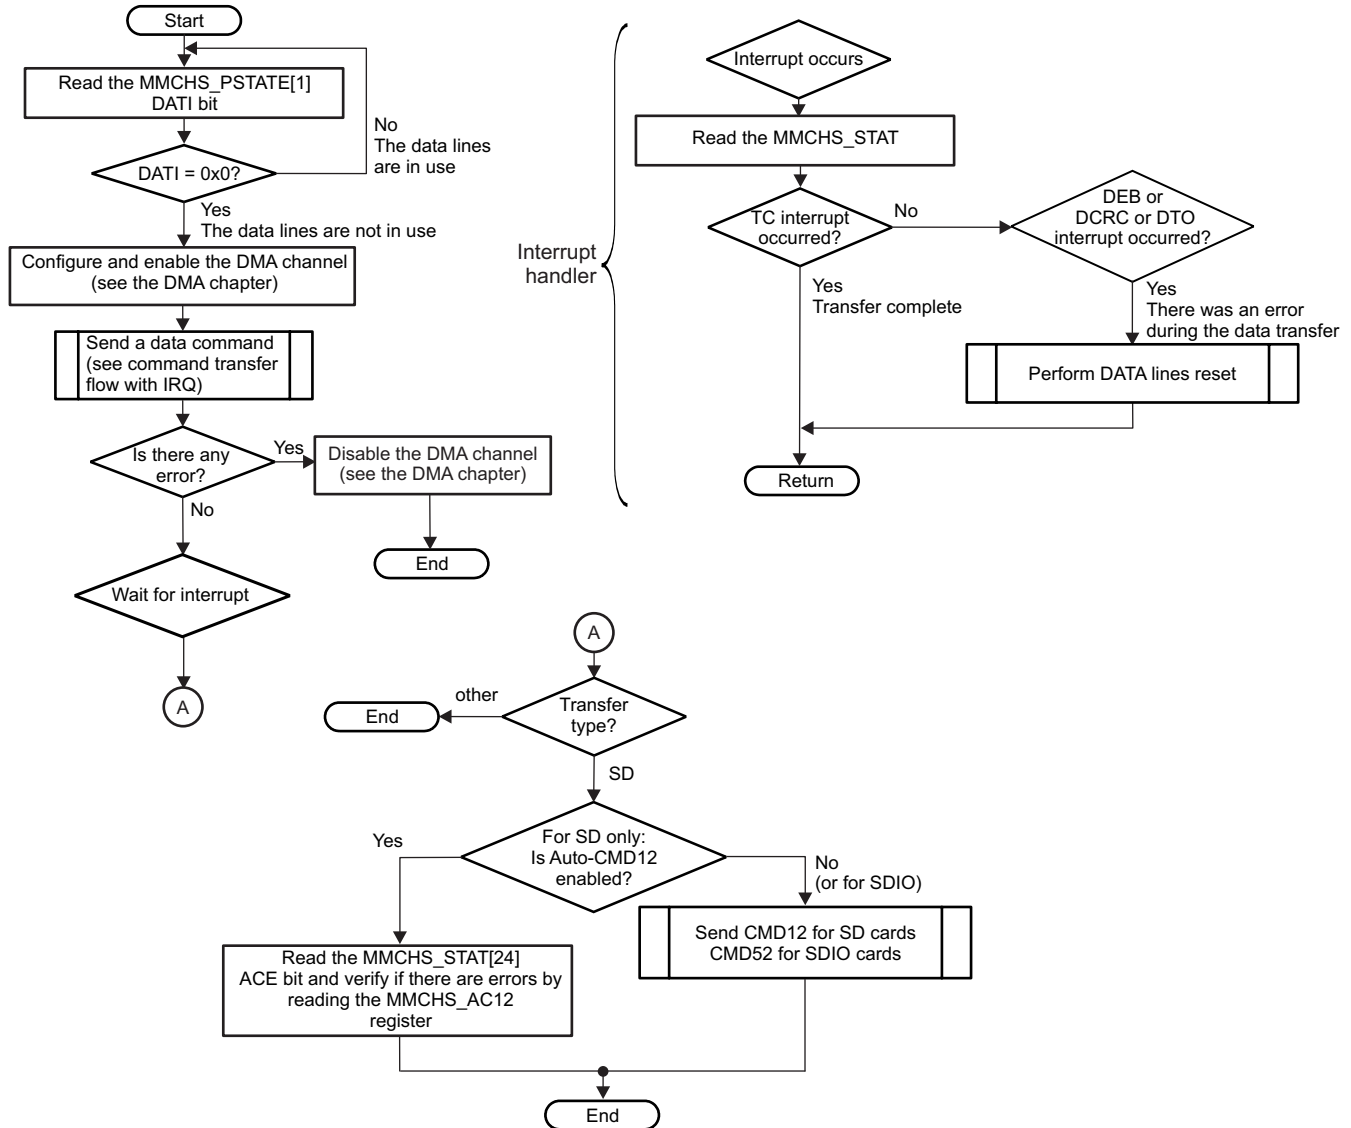 Start
Read the MMCHS_PSTATE[1]
DATI bit
No
The data lines
are in use
DATI = 0x0?
Yes
The data lines are not in use
Configure and enable the DMA channel
(see the DMA chapter)
Send a data command
(see command transfer
flow with IRQ)
Is there any
error?
Yes
Disable the DMA channel
(see the DMA chapter)
No
End
Wait for interrupt
A
Interrupt
handler
Interrupt occurs
Read the MMCHS_STAT
TC interrupt
occurred?
No
DEB or
DCRC or DTO
interrupt occurred?
Yes
Transfer complete
Yes
There was an error
during the data transfer
Perform DATA lines reset
Return
A
Transfer
type?
other
End
SD
For SD only:
Is Auto-CMD12
enabled?
Yes
No
(or for SDIO)
Read the MMCHS_STAT[24]
ACE bit and verify if there are errors by
reading the MMCHS_AC12
register
Send CMD12 for SD cards
CMD52 for SDIO cards
End